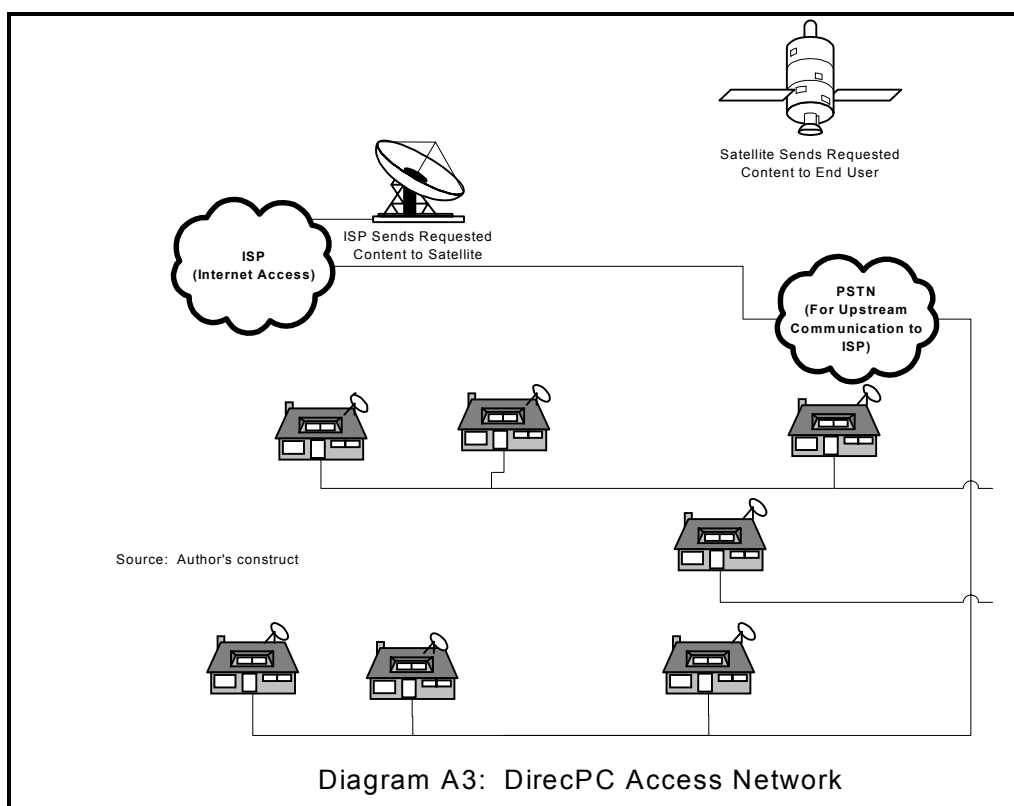 Satellite Sends Requested
Content to End User
ISP Sends Requested
Content to Satellite
ISP
(Internet Access)
PSTN
(For Upstream
Communication to
ISP)
Source:  Author's construct
Diagram A3:  DirecPC Access Network